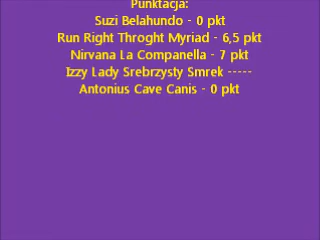 Punktacja:
Suzi Belahundo - 0 pkt
Run Right Throght Myriad - 6,5 pkt
Nirvana La Companella - 7 pkt
Izzy Lady Srebrzysty Smrek -----
Antonius Cave Canis - 0 pkt